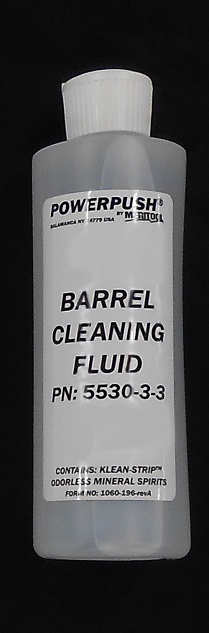 POWERPUSH®
BY MERITOOL
SALAMANCA NY 14779 USA
BARREL
CLEANING
FLUID
PN: 5530-3-3
CONTAINS: KLEAN-STRIP™
ODORLESS MINERAL SPIRITS
FORM NO: 1060-196-revA